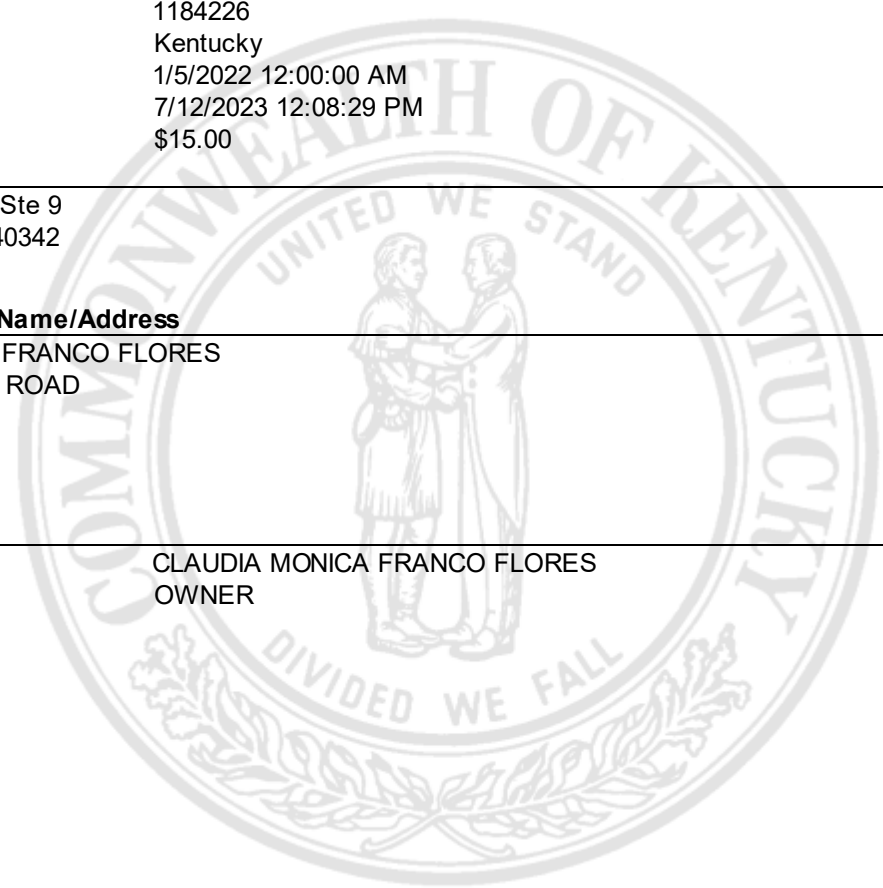 1184226
Kentucky
1/5/2022 12:00:00 AM
7/12/2023 12:08:29 PM
$15.00
Ste 9
40342
Name/Address
FRANCO FLORES
ROAD
CLAUDIA MONICA FRANCO FLORES
OWNER
COMMONWEALTH OF KENTUCKY
UNITED WE STAND
DIVIDED WE FALL